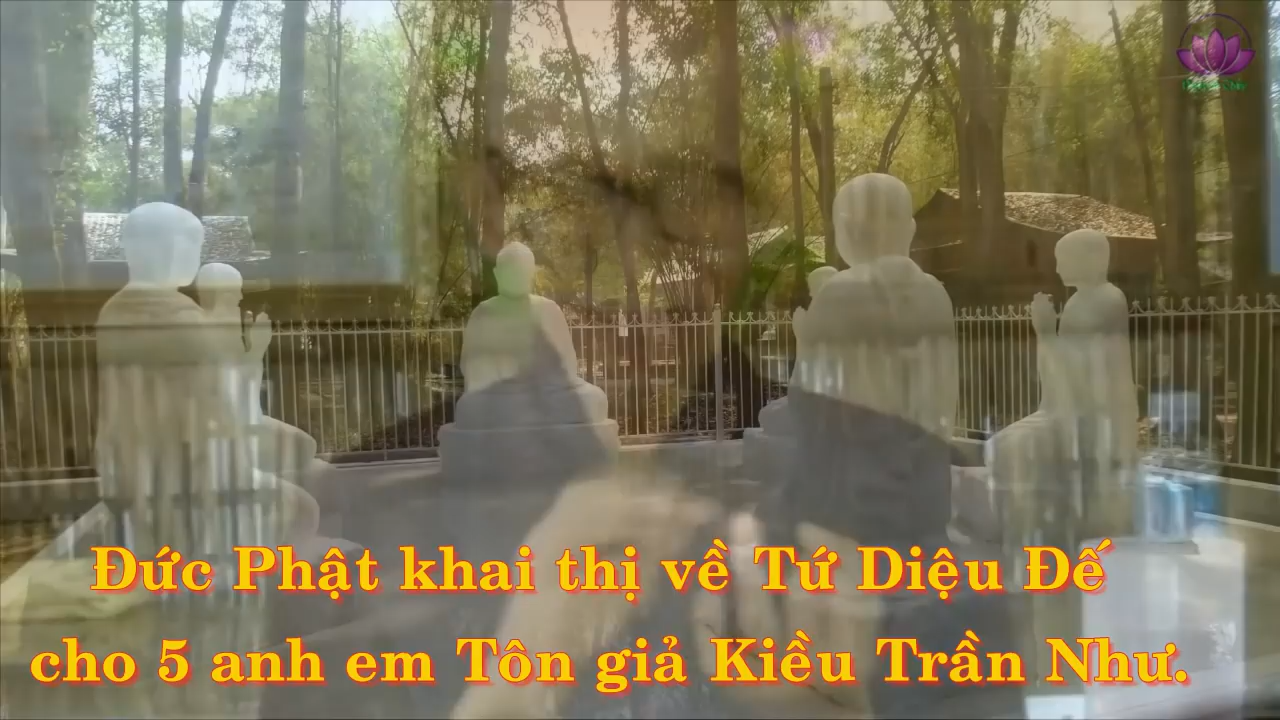 Đức Phật khai thị về Tứ Diệu Đế
cho 5 anh em Tôn giả Kiều Trần Như.